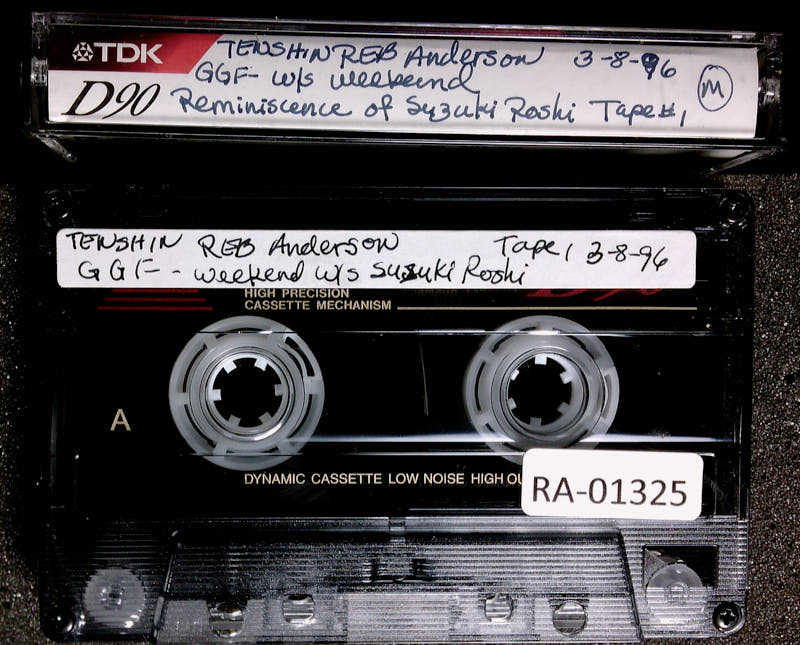 TDK
TENSHIN REB Anderson 3-8-96
GGF- w/s weekend
D90 Reminiscence of Suzuki Roshi Tape #1
M
TENSHIN REB Anderson Tape 1 3-8-96
GGF - weekend w/s Suzuki Roshi
HIGH PRECISION
CASSETTE MECHANISM
A
DYNAMIC CASSETTE LOW NOISE HIGH OU
RA-01325